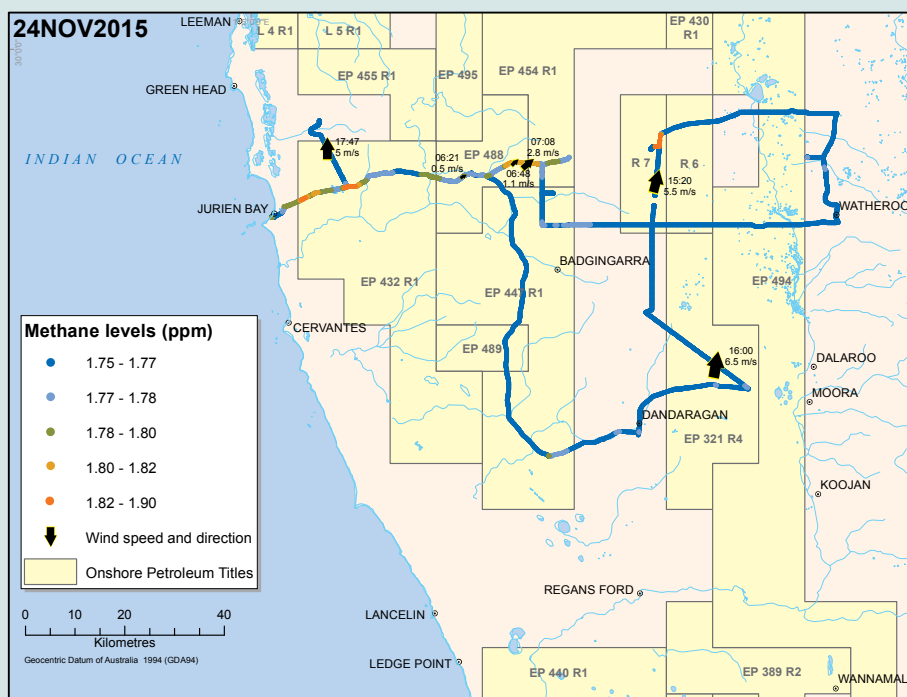 24NOV2015
LEEMAN
30°00'
L 4 R1
L 5 R1
EP 430
R1
EP 455 R1
EP 495
EP 454 R1
GREEN HEAD
INDIAN OCEAN
17:47
5 m/s
06:21
0.5 m/s
EP 488
07:08
2.8 m/s
06:48
1.1 m/s
R 7
R 6
15:20
5.5 m/s
JURIEN BAY
WATHEROO
BADGINGARRA
EP 432 R1
EP 447 R1
EP 494
CERVANTES
EP 489
16:00
6.5 m/s
DALAROO
MOORA
DANDARAGAN
EP 321 R4
KOOJAN
Methane levels (ppm)
1.75 - 1.77
1.77 - 1.78
1.78 - 1.80
1.80 - 1.82
1.82 - 1.90
Wind speed and direction
Onshore Petroleum Titles
0 10 20 40
Kilometres
Geocentric Datum of Australia 1994 (GDA94)
REGANS FORD
LANCELIN
LEDGE POINT
EP 440 R1
EP 389 R2
WANNAMAL